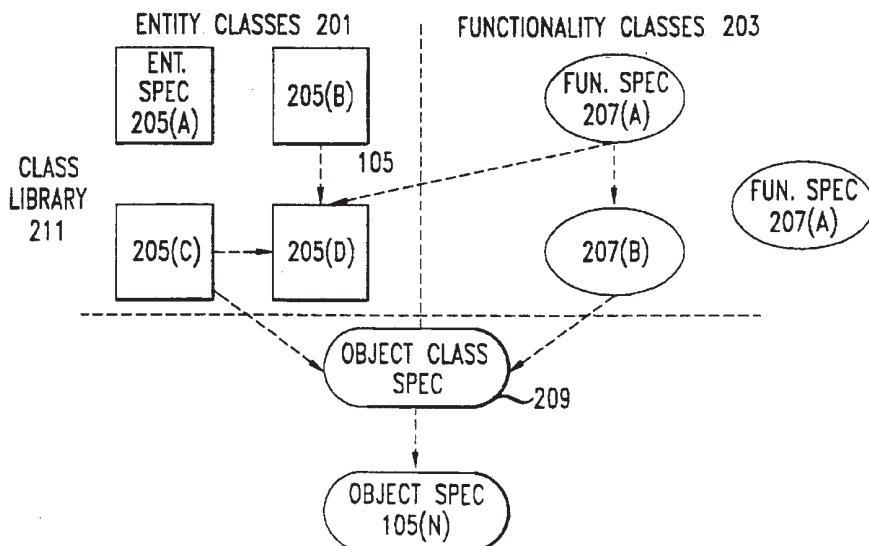 ENTITY CLASSES 201
FUNCTIONALITY CLASSES 203
ENT.
SPEC
205(A)
205(B)
FUN. SPEC
207(A)
105
CLASS
LIBRARY
211
FUN. SPEC
207(A)
205(C)
205(D)
207(B)
OBJECT CLASS
SPEC
209
OBJECT SPEC
105(N)